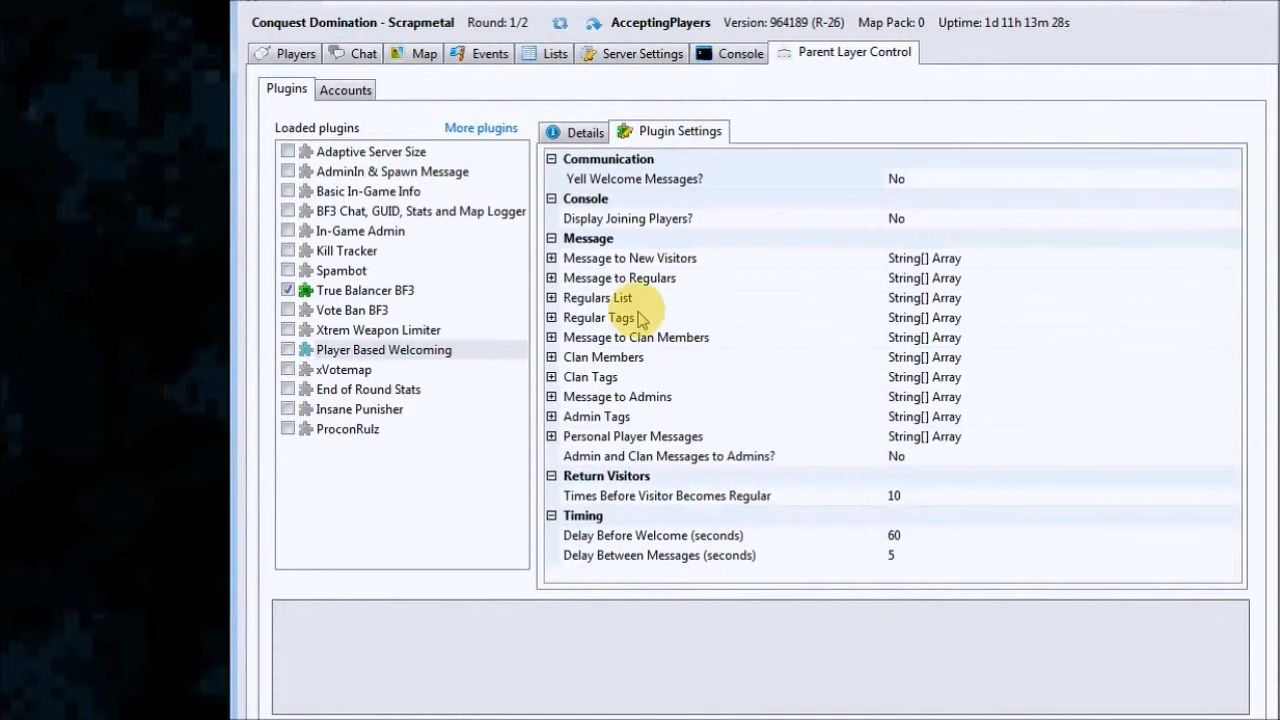 Conquest Domination - Scrapmetal Round: 1/2 AcceptingPlayers Version: 964189 (R-26) Map Pack: 0 Uptime: 1d 11h 13m 28s
Players Chat Map Events Lists Server Settings Console Parent Layer Control
Plugins Accounts
Loaded plugins More plugins
Adaptive Server Size
AdminIn & Spawn Message
Basic In-Game Info
BF3 Chat, GUID, Stats and Map Logger
In-Game Admin
Kill Tracker
Spambot
True Balancer BF3
Vote Ban BF3
Xtrem Weapon Limiter
Player Based Welcoming
xVotemap
End of Round Stats
Insane Punisher
ProconRulz
Details Plugin Settings
Communication
Yell Welcome Messages? No
Console
Display Joining Players? No
Message
Message to New Visitors String[] Array
Message to Regulars String[] Array
Regulars List String[] Array
Regular Tags String[] Array
Message to Clan Members String[] Array
Clan Members String[] Array
Clan Tags String[] Array
Message to Admins String[] Array
Admin Tags String[] Array
Personal Player Messages String[] Array
Admin and Clan Messages to Admins? No
Return Visitors
Times Before Visitor Becomes Regular 10
Timing
Delay Before Welcome (seconds) 60
Delay Between Messages (seconds) 5